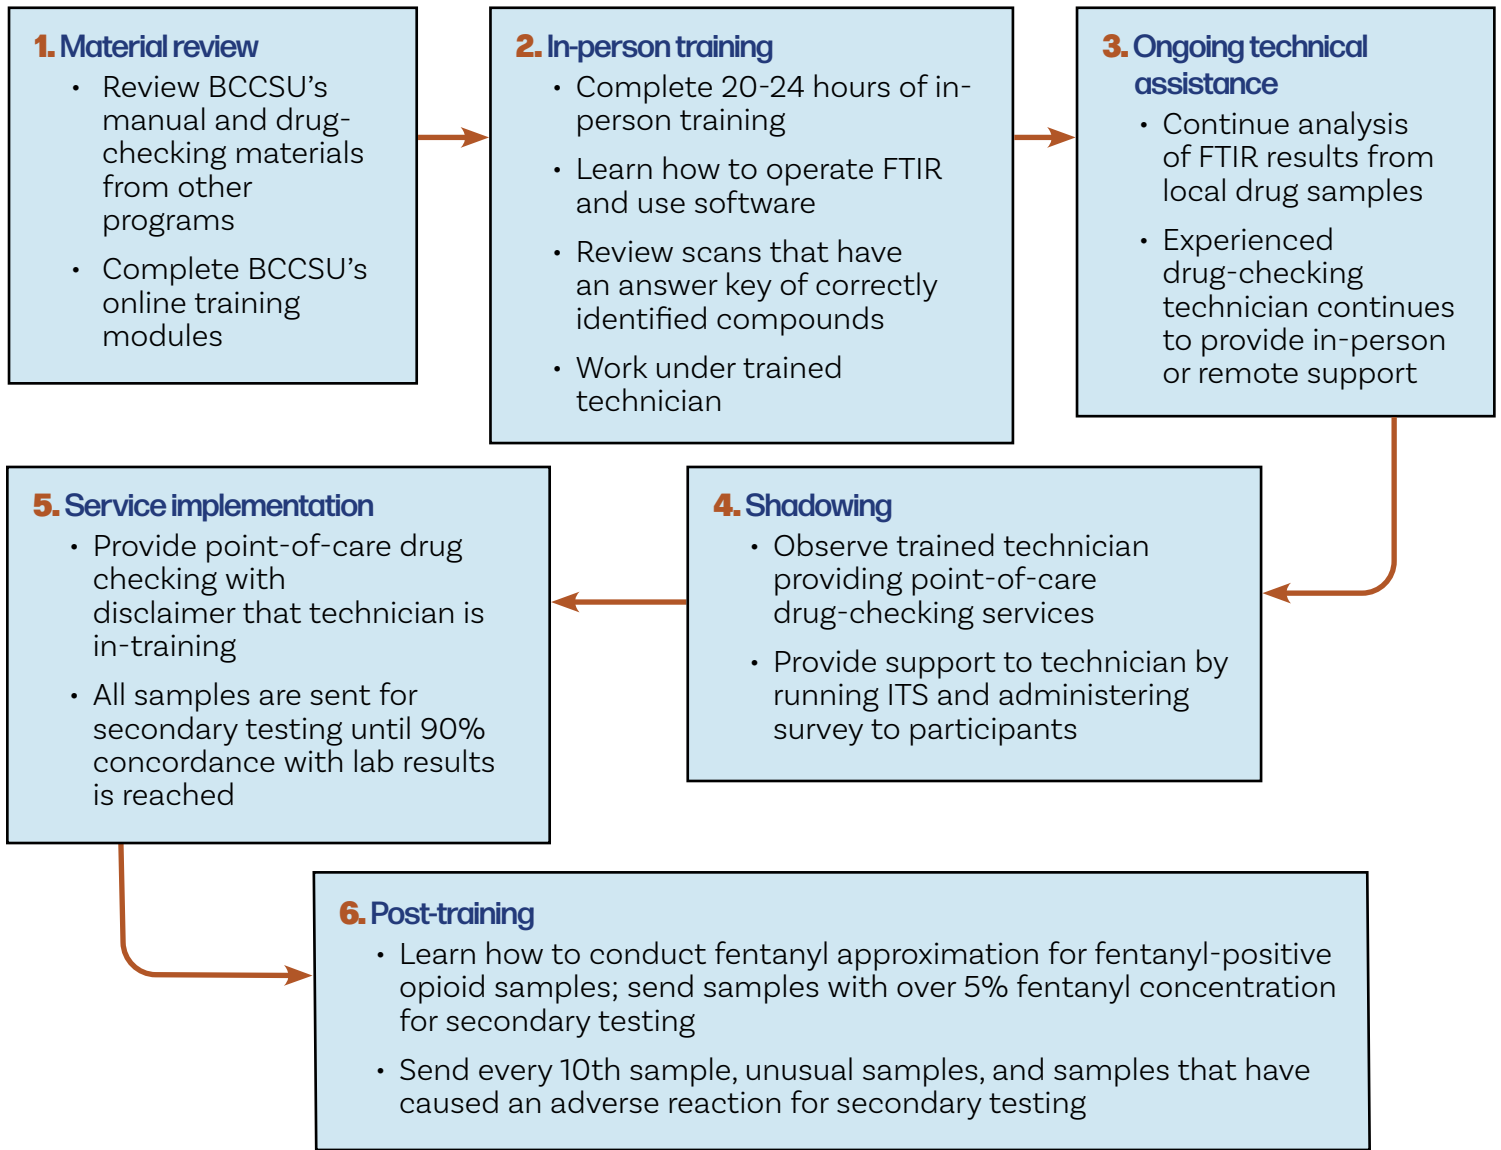 1. Material review
• Review BCCSU’s
manual and drug-
checking materials
from other
programs
• Complete BCCSU’s
online training
modules
2. In-person training
• Complete 20-24 hours of in-
person training
• Learn how to operate FTIR
and use software
• Review scans that have
an answer key of correctly
identified compounds
• Work under trained
technician
3. Ongoing technical
assistance
• Continue analysis
of FTIR results from
local drug samples
• Experienced
drug-checking
technician continues
to provide in-person
or remote support
4. Shadowing
• Observe trained technician
providing point-of-care
drug-checking services
• Provide support to technician by
running ITS and administering
survey to participants
5. Service implementation
• Provide point-of-care drug
checking with
disclaimer that technician is
in-training
• All samples are sent for
secondary testing until 90%
concordance with lab results
is reached
6. Post-training
• Learn how to conduct fentanyl approximation for fentanyl-positive
opioid samples; send samples with over 5% fentanyl concentration
for secondary testing
• Send every 10th sample, unusual samples, and samples that have
caused an adverse reaction for secondary testing